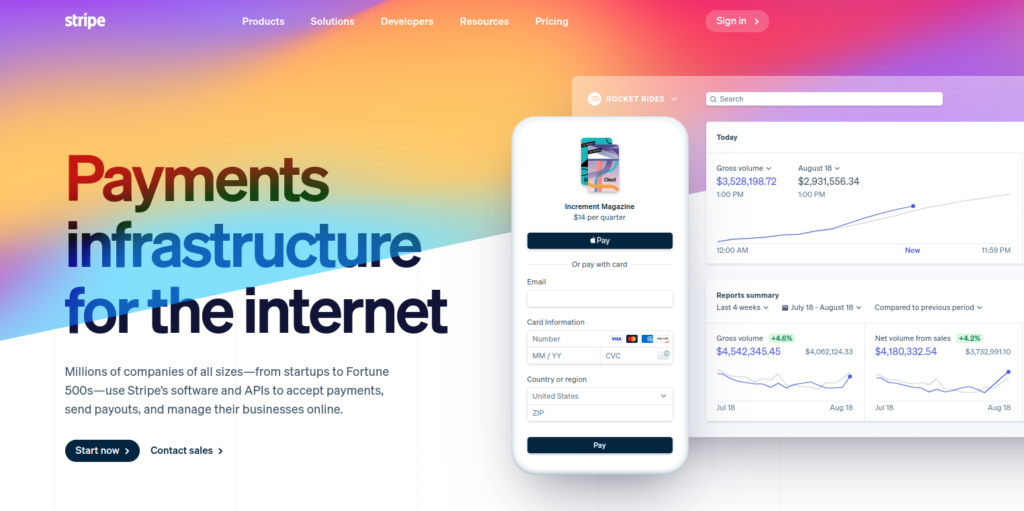 stripe
Products Solutions Developers Resources Pricing
Sign in
Payments
infrastructure
for the internet
Millions of companies of all sizes—from startups to Fortune
500s—use Stripe's software and APIs to accept payments,
send payouts, and manage their businesses online.
Start now
Contact sales
Cloud
Increment Magazine
$14 per quarter
Pay
Or pay with card
Email
Card Information
Number
VISA
MM / YY
CVC
Country or region
United States
ZIP
Pay
ROCKET RIDES
Search
Today
Gross volume August 18
$3,528,198.72 $2,931,556.34
1:00 PM 1:00 PM
12:00 AM Now 11:59 PM
Reports summary
Last 4 weeks July 18 - August 18 Compared to previous period
Gross volume +4.6%
$4,542,345.45 $4,062,124.33
Jul 18 Aug 18
Net volume from sales +4.2%
$4,180,332.54 $3,732,991.10
Jul 18 Aug 18